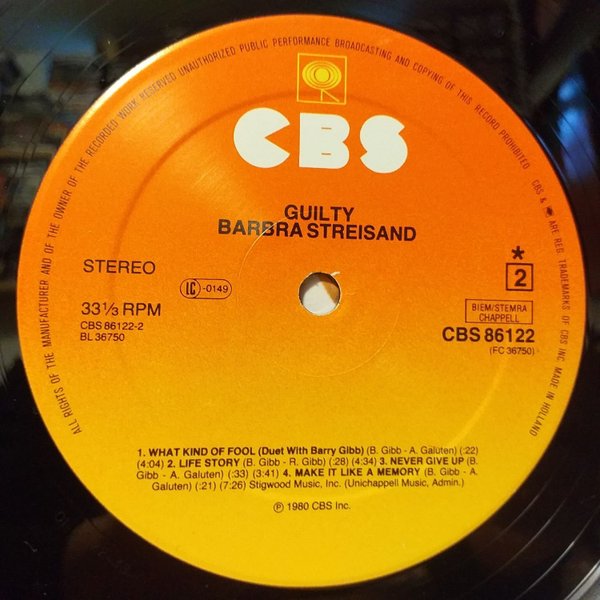 ALL RIGHTS OF THE MANUFACTURER AND OF THE OWNER OF THE RECORDED WORK RESERVED UNAUTHORIZED PUBLIC PERFORMANCE BROADCASTING AND COPYING OF THIS RECORD PROHIBITED CBS & ARE REG. TRADEMARKS OF CBS INC. MADE IN HOLLAND
CBS
GUILTY
BARBRA STREISAND
STEREO
LC -0149
*
2
33 1/3 RPM
CBS 86122-2
BL 36750
BIEM/STEMRA
CHAPPELL
CBS 86122
(FC 36750)
1. WHAT KIND OF FOOL (Duet With Barry Gibb) (B. Gibb - A. Galuten) (:22)
(4:04) 2. LIFE STORY (B. Gibb - R. Gibb) (:28) (4:34) 3. NEVER GIVE UP (B.
Gibb - A. Galuten) (:33) (3:41) 4. MAKE IT LIKE A MEMORY (B. Gibb - A.
Galuten) (:21) (7:26) Stigwood Music, Inc. (Unichappell Music, Admin.)
℗ 1980 CBS Inc.